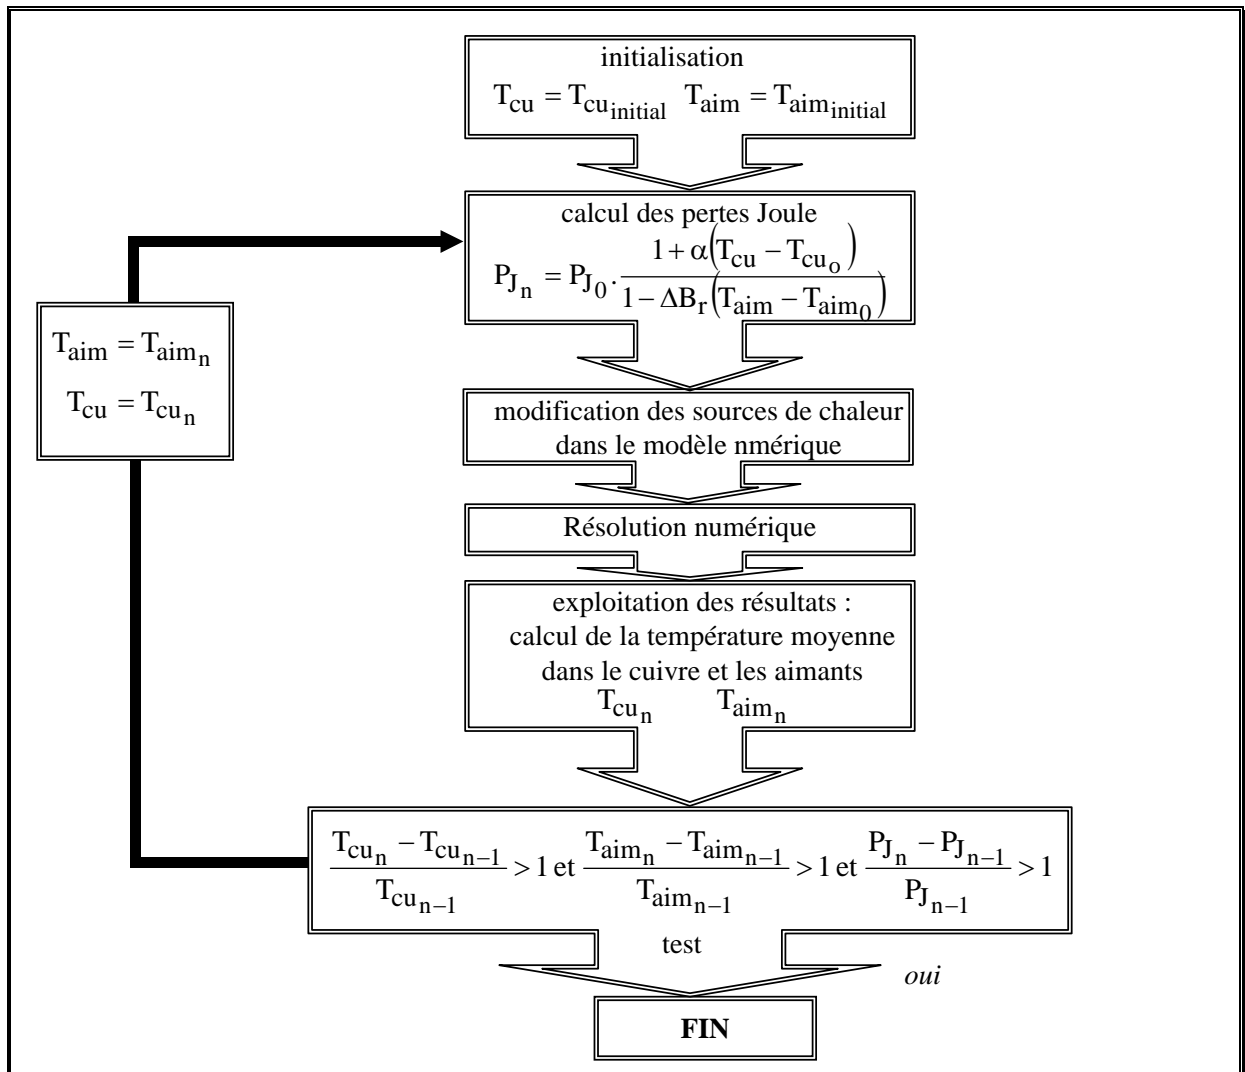 initialisation
T_cu = T_cu_initial T_aim = T_aim_initial
calcul des pertes Joule
P_J_n = P_J_0 . (1 + α(T_cu − T_cu_o)) / (1 − ΔB_r(T_aim − T_aim_0))
T_aim = T_aim_n
T_cu = T_cu_n
modification des sources de chaleur
dans le modèle nmérique
Résolution numérique
exploitation des résultats :
calcul de la température moyenne
dans le cuivre et les aimants
T_cu_n T_aim_n
(T_cu_n − T_cu_n−1) / T_cu_n−1 > 1 et (T_aim_n − T_aim_n−1) / T_aim_n−1 > 1 et (P_J_n − P_J_n−1) / P_J_n−1 > 1
test
oui
FIN